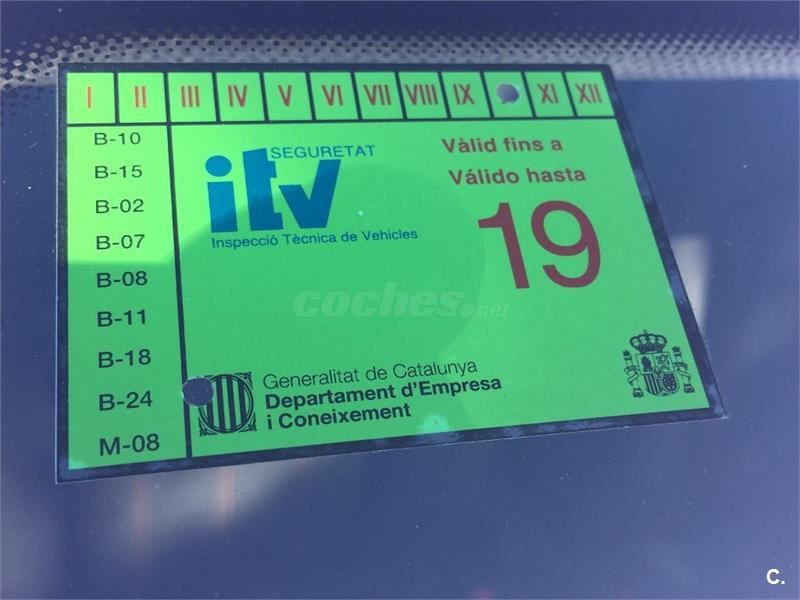 I II III IV V VI VII VIII IX XI XII
B-10
B-15
B-02
B-07
B-08
B-11
B-18
B-24
M-08
SEGURETAT
itv
Inspecció Tècnica de Vehicles
Vàlid fins a
Válido hasta
19
coches.net
Generalitat de Catalunya
Departament d'Empresa
i Coneixement
C.